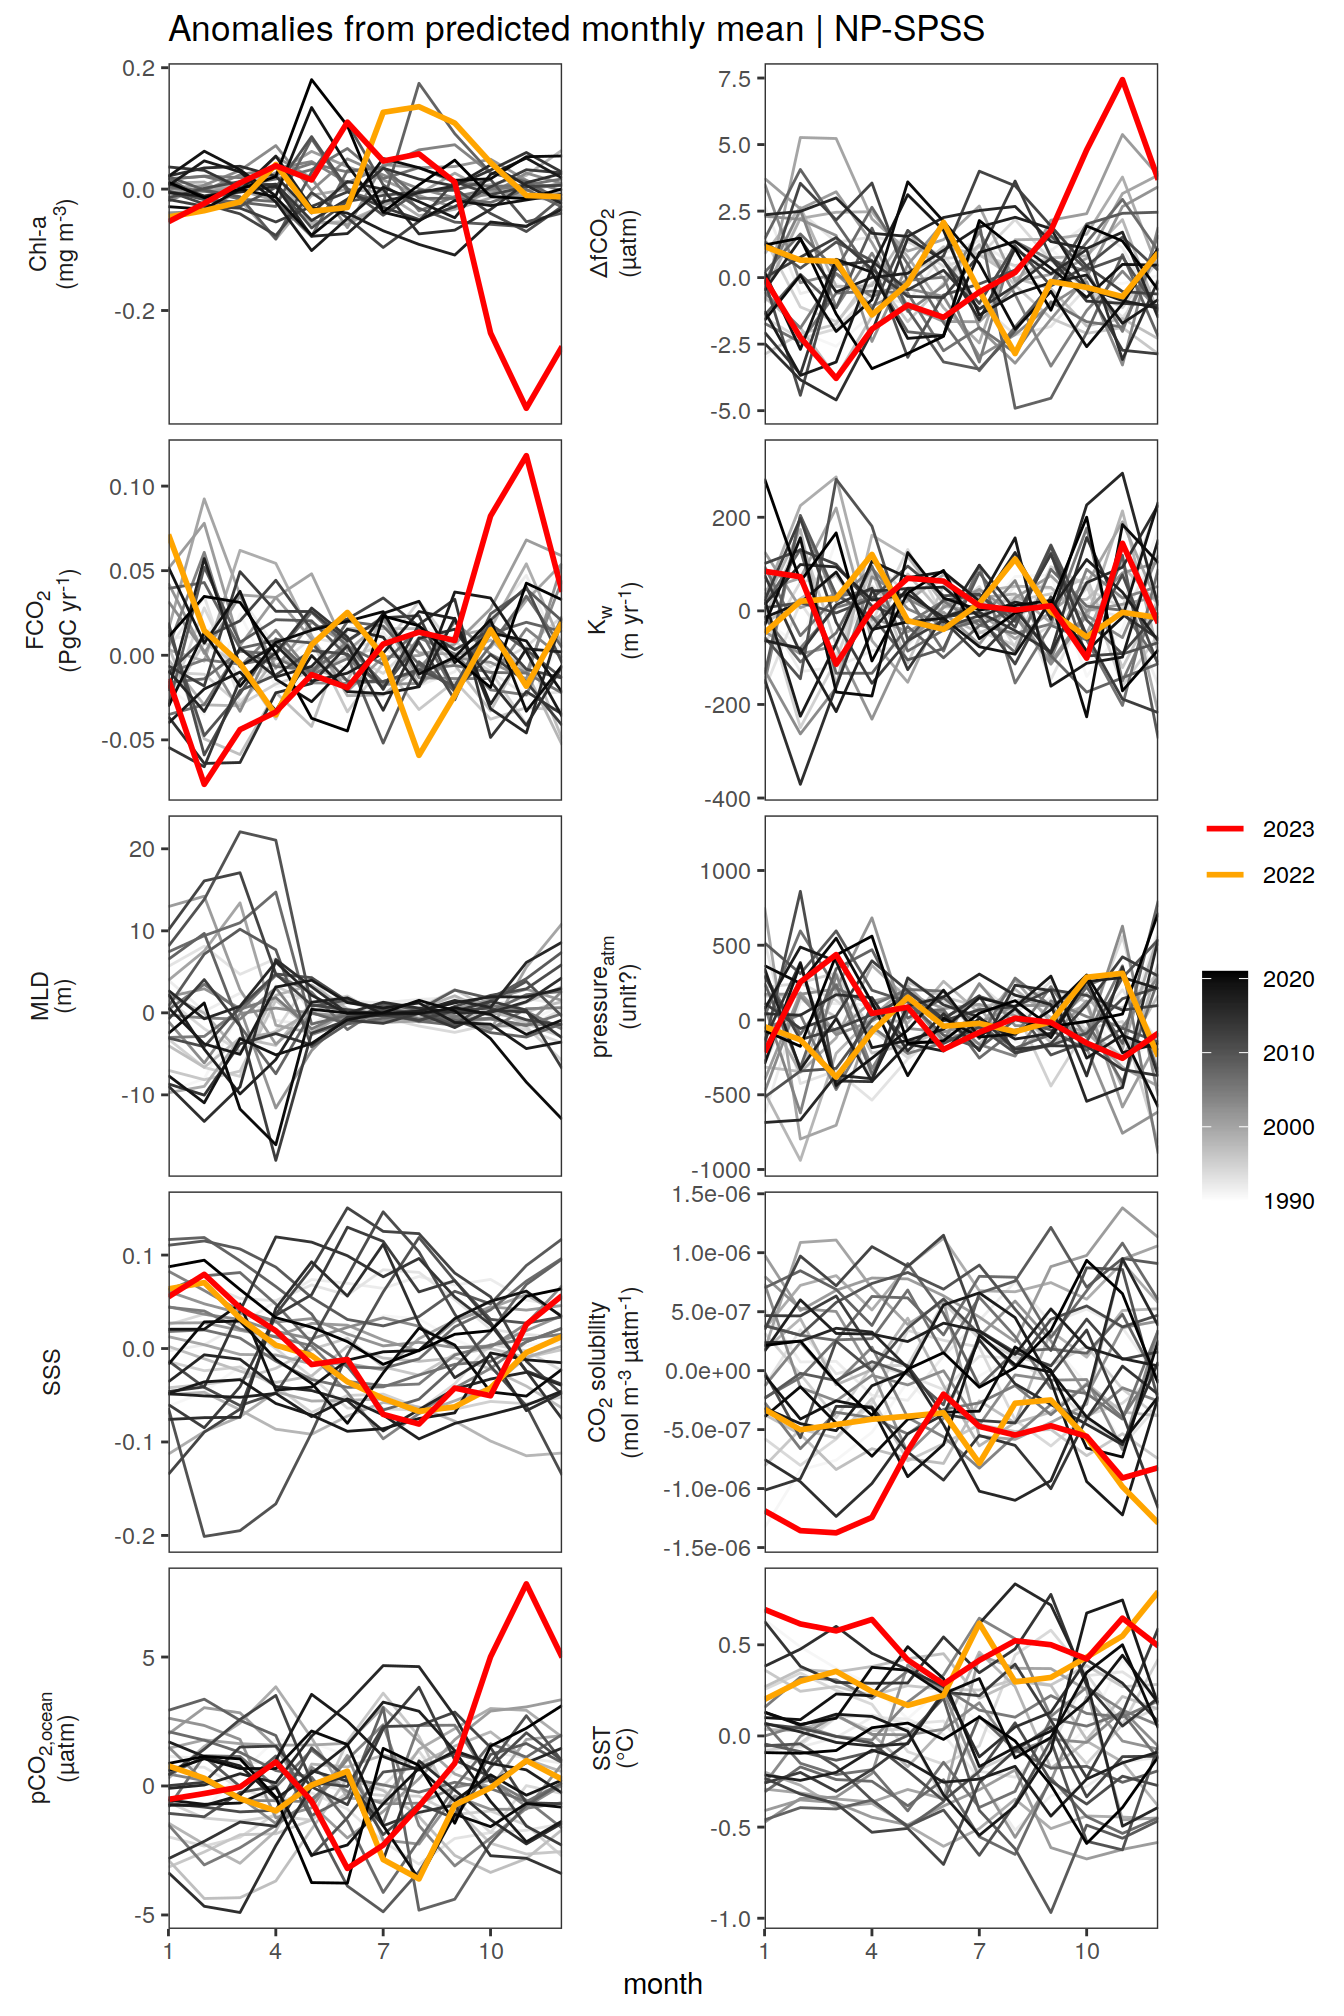 Anomalies from predicted monthly mean | NP-SPSS
0.2
0.0
-0.2
Chl-a
(mg m⁻³)
7.5
5.0
2.5
0.0
-2.5
-5.0
ΔfCO₂
(µatm)
0.10
0.05
0.00
-0.05
FCO₂
(PgC yr⁻¹)
200
0
-200
-400
Kw
(m yr⁻¹)
20
10
0
-10
MLD
(m)
1000
500
0
-500
-1000
pressureatm
(unit?)
0.1
0.0
-0.1
-0.2
SSS
1.5e-06
1.0e-06
5.0e-07
0.0e+00
-5.0e-07
-1.0e-06
-1.5e-06
CO₂ solubility
(mol m⁻³ µatm⁻¹)
5
0
-5
pCO₂,ocean
(µatm)
0.5
0.0
-0.5
-1.0
SST
(°C)
1
4
7
10
1
4
7
10
month
2023
2022
2020
2010
2000
1990